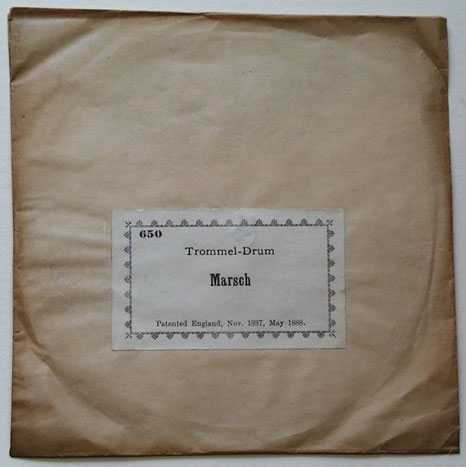 650
Trommel-Drum
Marsch
Patented England, Nov. 1887, May 1888.